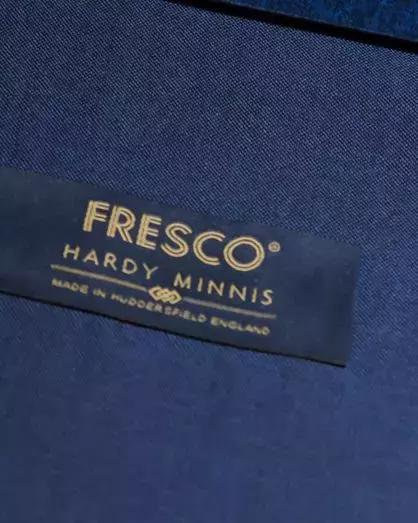 FRESCO®
HARDY MINNIS
MADE IN HUDDERSFIELD ENGLAND